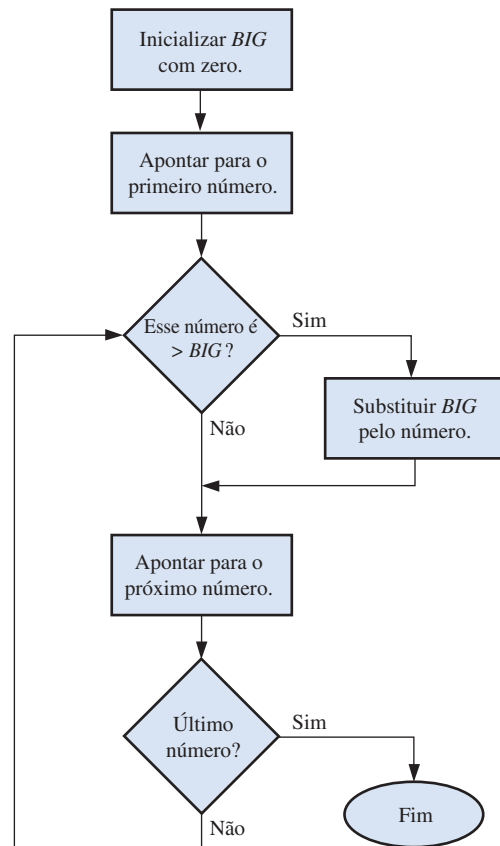 Inicializar BIG
com zero.
Apontar para o
primeiro número.
Esse número é
> BIG?
Sim
Substituir BIG
pelo número.
Não
Apontar para o
próximo número.
Último
número?
Sim
Fim
Não